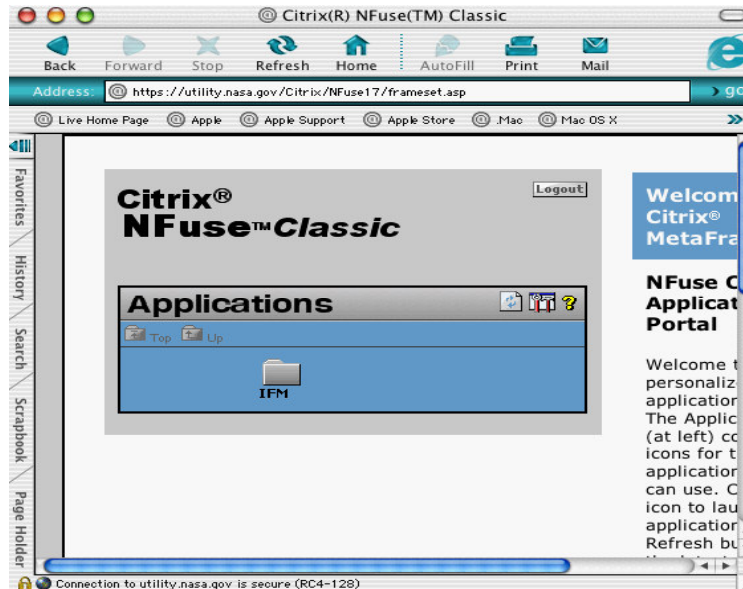 Citrix(R) NFuse(TM) Classic
Back Forward Stop Refresh Home AutoFill Print Mail
Address: https://utility.nasa.gov/Citrix/NFuse17/frameset.asp go
Live Home Page Apple Apple Support Apple Store .Mac Mac OS X
Favorites
History
Search
Scrapbook
Page Holder
Citrix®
NFuse™Classic
Logout
Applications
Top Up
IFM
Welcom
Citrix®
MetaFra
NFuse C
Applicat
Portal
Welcome t
personaliz
application
The Applic
(at left) co
icons for t
application
can use. C
icon to lau
application
Refresh bu
Connection to utility.nasa.gov is secure (RC4-128)